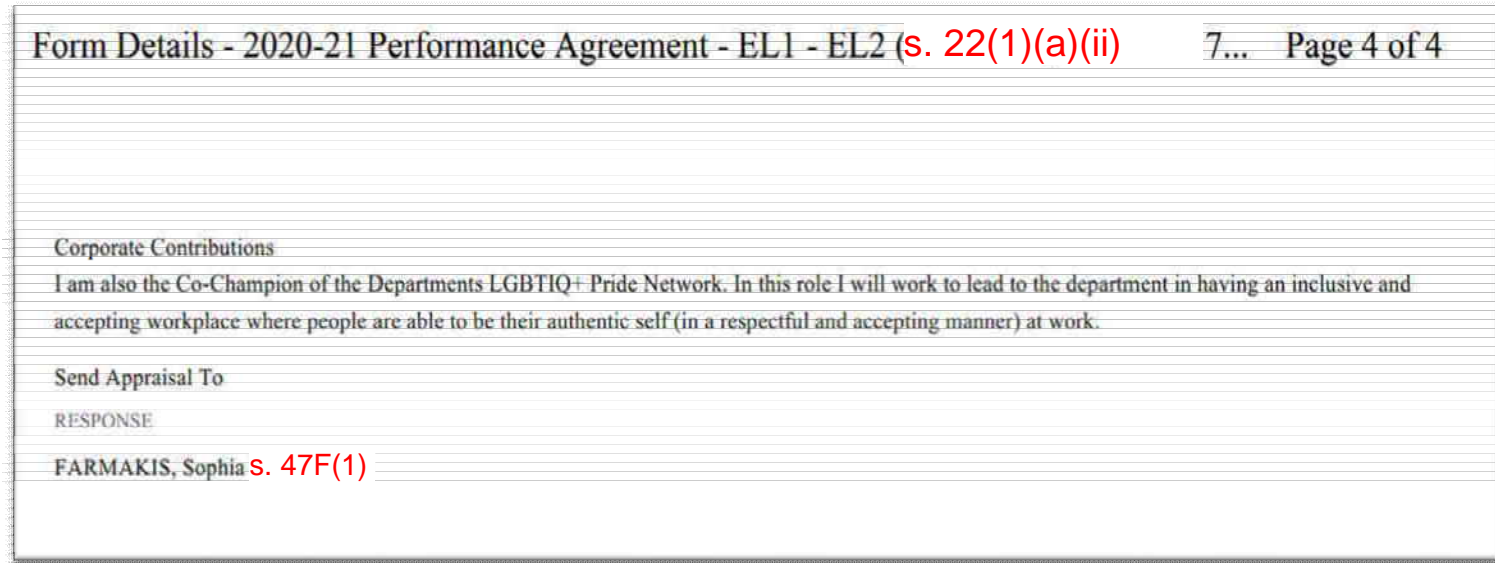 Form Details - 2020-21 Performance Agreement - EL1 - EL2 (s. 22(1)(a)(ii) 7... Page 4 of 4
Corporate Contributions
I am also the Co-Champion of the Departments LGBTIQ+ Pride Network. In this role I will work to lead to the department in having an inclusive and
accepting workplace where people are able to be their authentic self (in a respectful and accepting manner) at work.
Send Appraisal To
RESPONSE
FARMAKIS, Sophia s. 47F(1)